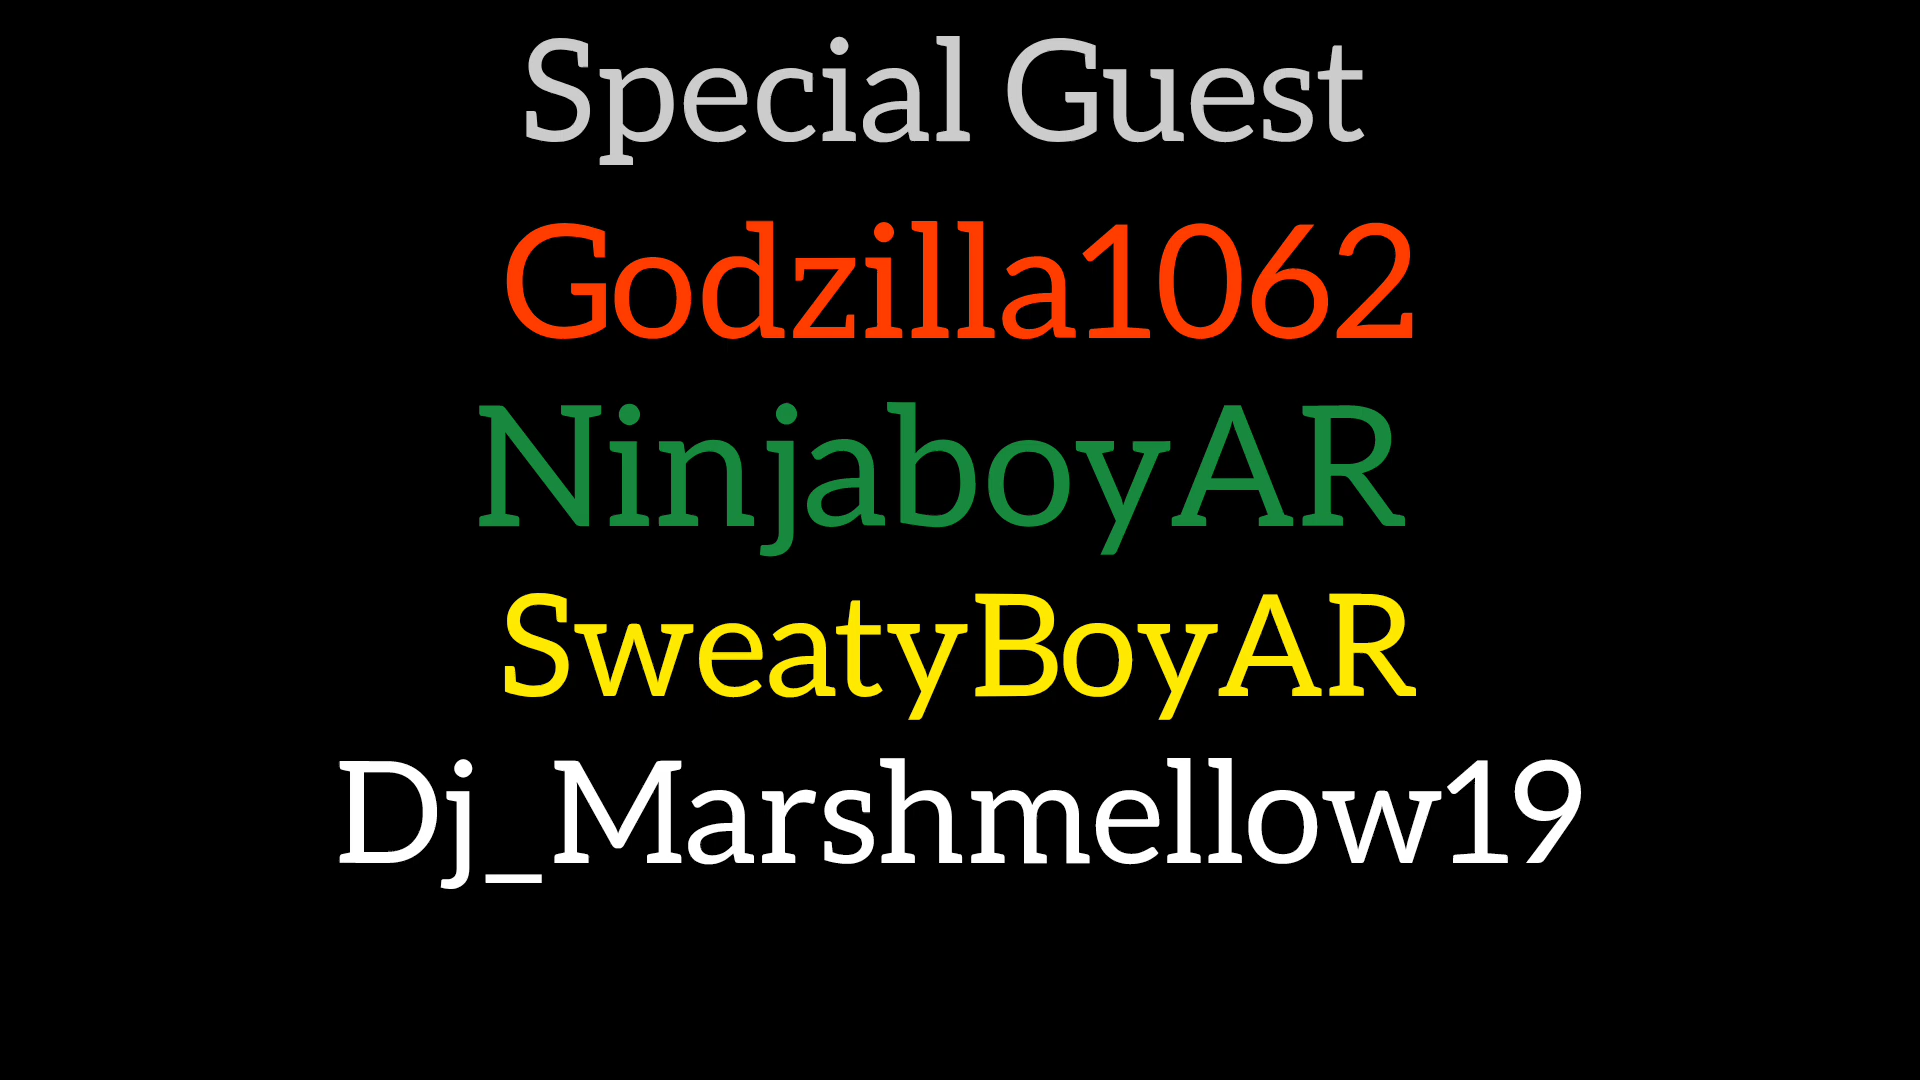 Special Guest
Godzilla1062
NinjaboyAR
SweatyBoyAR
Dj_Marshmellow19